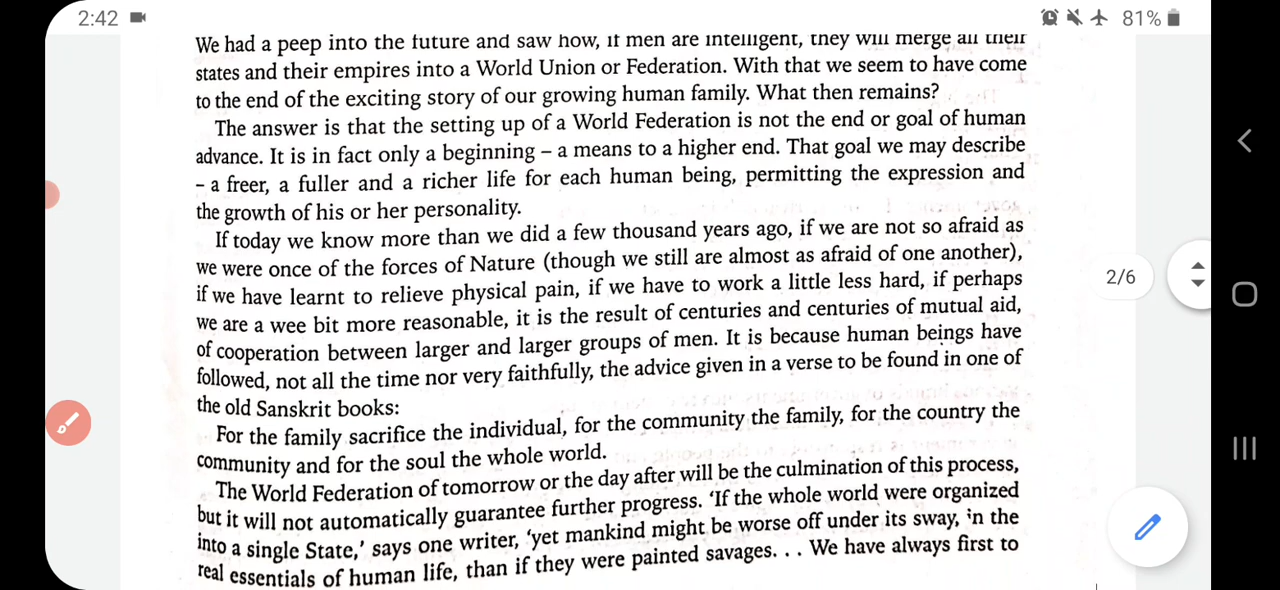 2:42
81%
We had a peep into the future and saw how, if men are intelligent, they will merge all their
states and their empires into a World Union or Federation. With that we seem to have come
to the end of the exciting story of our growing human family. What then remains?
The answer is that the setting up of a World Federation is not the end or goal of human
advance. It is in fact only a beginning – a means to a higher end. That goal we may describe
– a freer, a fuller and a richer life for each human being, permitting the expression and
the growth of his or her personality.
If today we know more than we did a few thousand years ago, if we are not so afraid as
we were once of the forces of Nature (though we still are almost as afraid of one another),
if we have learnt to relieve physical pain, if we have to work a little less hard, if perhaps
we are a wee bit more reasonable, it is the result of centuries and centuries of mutual aid,
of cooperation between larger and larger groups of men. It is because human beings have
followed, not all the time nor very faithfully, the advice given in a verse to be found in one of
the old Sanskrit books:
For the family sacrifice the individual, for the community the family, for the country the
community and for the soul the whole world.
The World Federation of tomorrow or the day after will be the culmination of this process,
but it will not automatically guarantee further progress. ‘If the whole world were organized
into a single State,’ says one writer, ‘yet mankind might be worse off under its sway, in the
real essentials of human life, than if they were painted savages. . . We have always first to
2/6